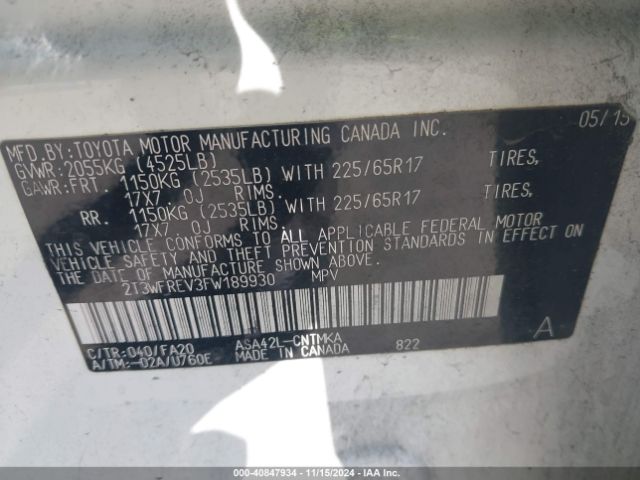 MFD.BY:TOYOTA MOTOR MANUFACTURING CANADA INC. 05/15
GVWR:2055KG (4525LB)
GAWR:FRT. 1150KG (2535LB) WITH 225/65R17 TIRES,
17X7 OJ RIMS.
RR. 1150KG (2535LB) WITH 225/65R17 TIRES,
17X7 OJ RIMS.
THIS VEHICLE CONFORMS TO ALL APPLICABLE FEDERAL MOTOR
VEHICLE SAFETY AND THEFT PREVENTION STANDARDS IN EFFECT ON
THE DATE OF MANUFACTURE SHOWN ABOVE.
2T3WFREV3FW189930 MPV
C/TR:040/FA20 ASA42L-CNTMKA 822 A
A/TM:-02A/U760E MADE IN CANADA
000-40847934 - 11/15/2024 - IAA Inc.